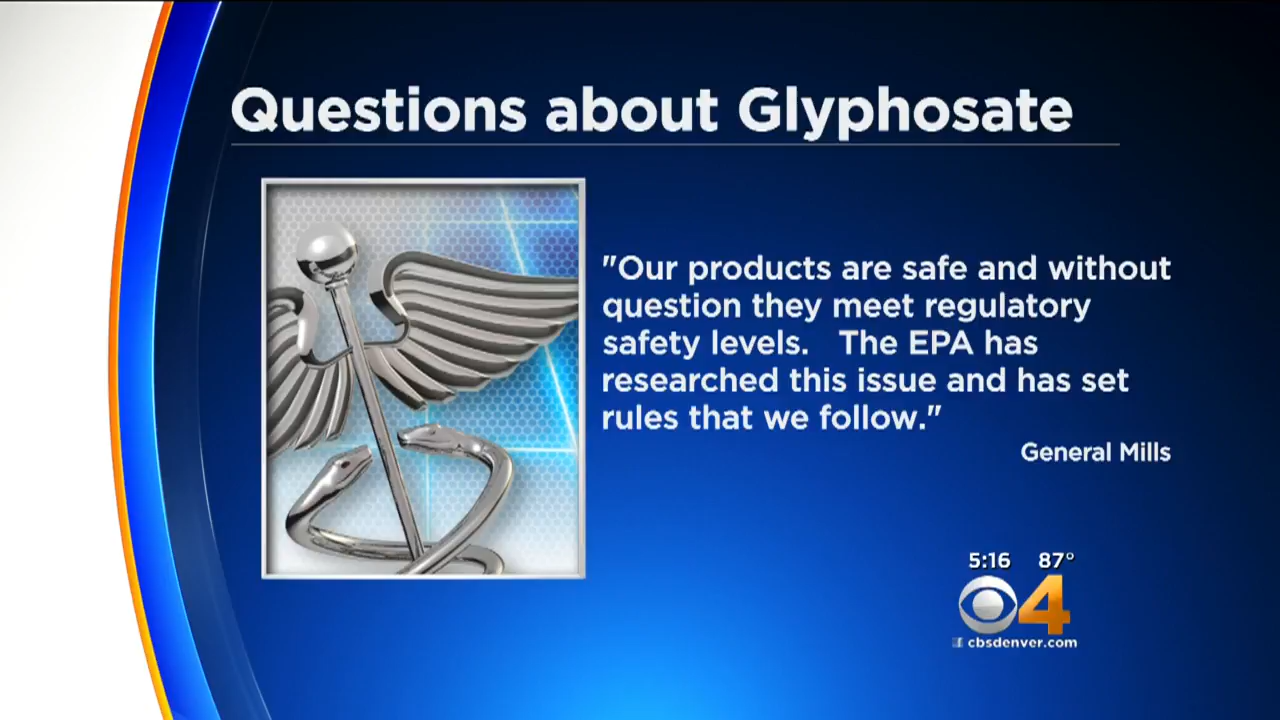 Questions about Glyphosate
"Our products are safe and without
question they meet regulatory
safety levels.   The EPA has
researched this issue and has set
rules that we follow."
General Mills
5:16 87°
4
cbsdenver.com